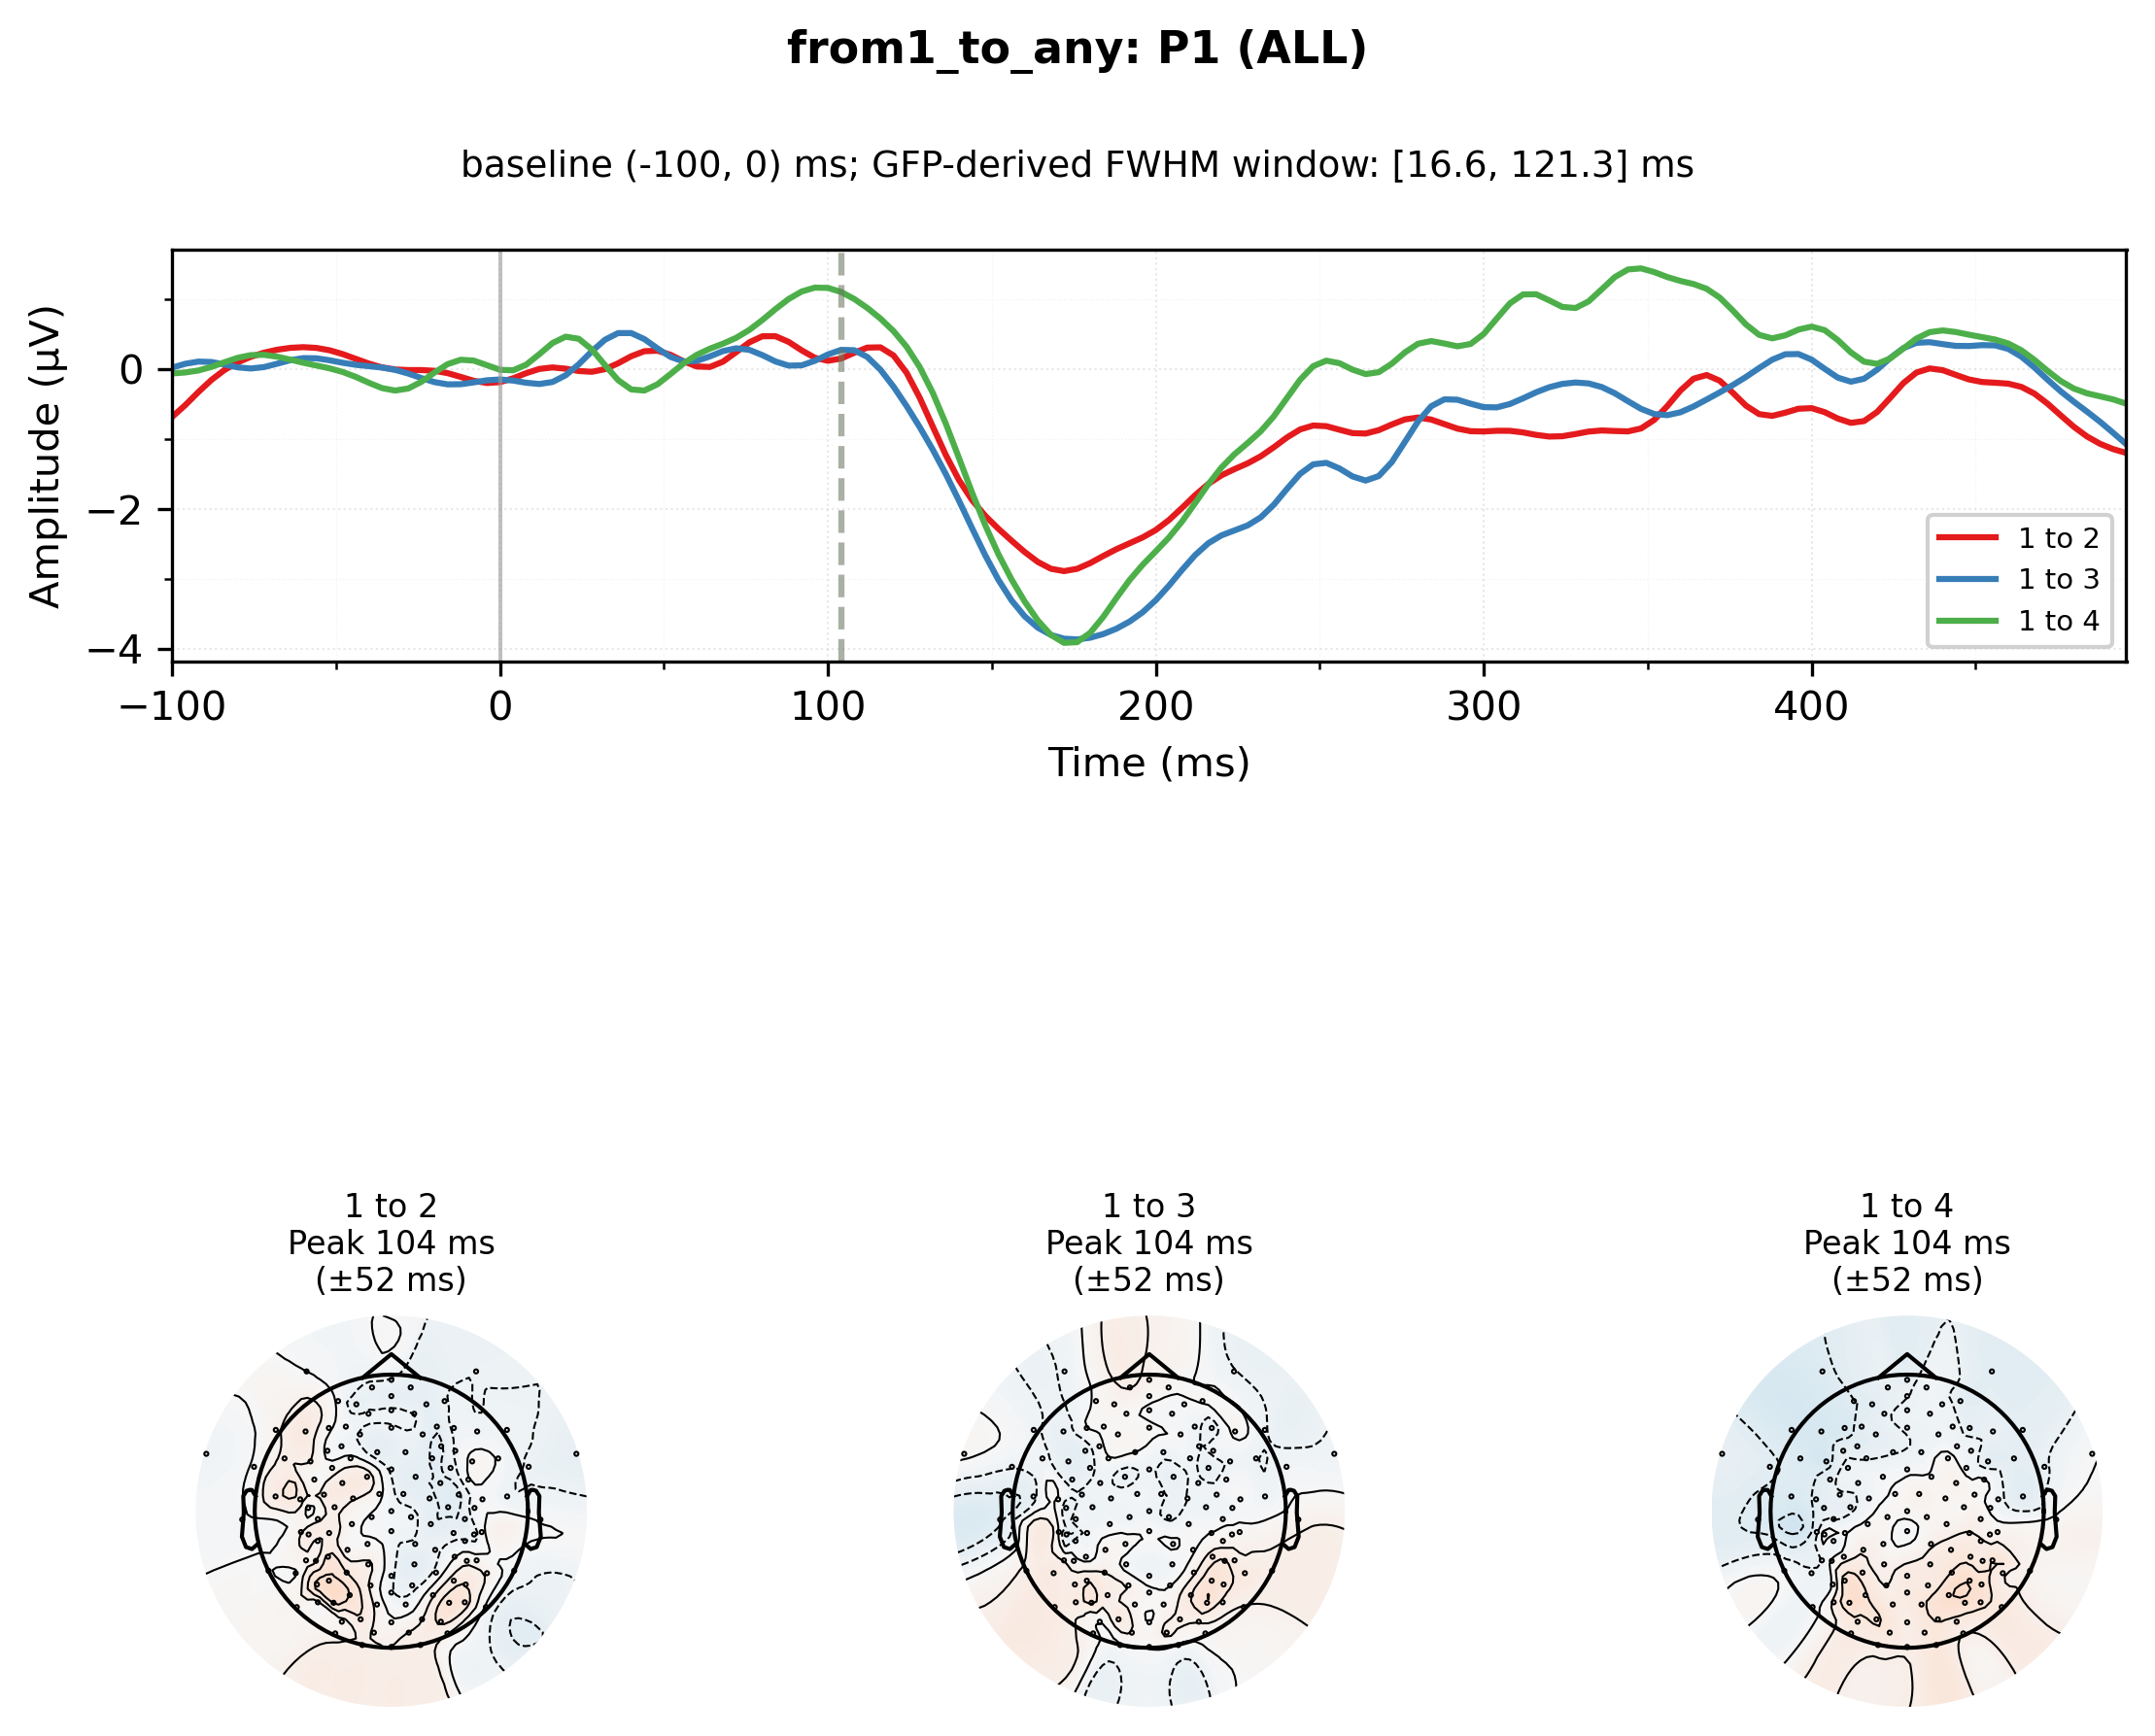 from1_to_any: P1 (ALL)
baseline (-100, 0) ms; GFP-derived FWHM window: [16.6, 121.3] ms
Amplitude (µV)
0
−2
−4
1 to 2
1 to 3
1 to 4
−100 0 100 200 300 400
Time (ms)
1 to 2
Peak 104 ms
(±52 ms)
1 to 3
Peak 104 ms
(±52 ms)
1 to 4
Peak 104 ms
(±52 ms)